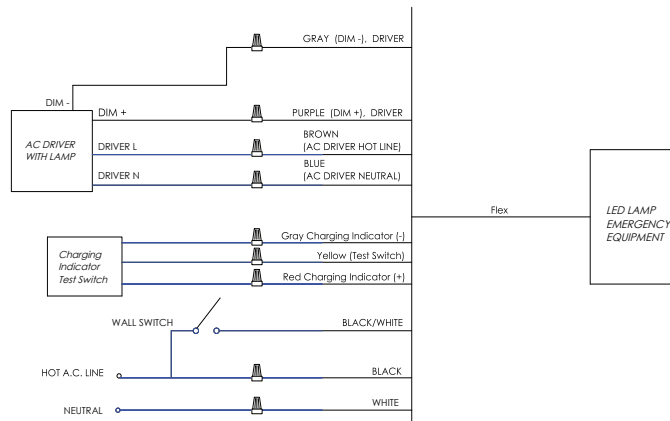 GRAY (DIM -), DRIVER
DIM -
DIM +
PURPLE (DIM +), DRIVER
AC DRIVER
WITH LAMP
DRIVER L
BROWN
(AC DRIVER HOT LINE)
BLUE
DRIVER N
(AC DRIVER NEUTRAL)
Flex
LED LAMP
EMERGENCY
EQUIPMENT
Gray Charging Indicator (-)
Charging
Indicator
Test Switch
Yellow (Test Switch)
Red Charging Indicator (+)
WALL SWITCH
BLACK/WHITE
HOT A.C. LINE
BLACK
NEUTRAL
WHITE